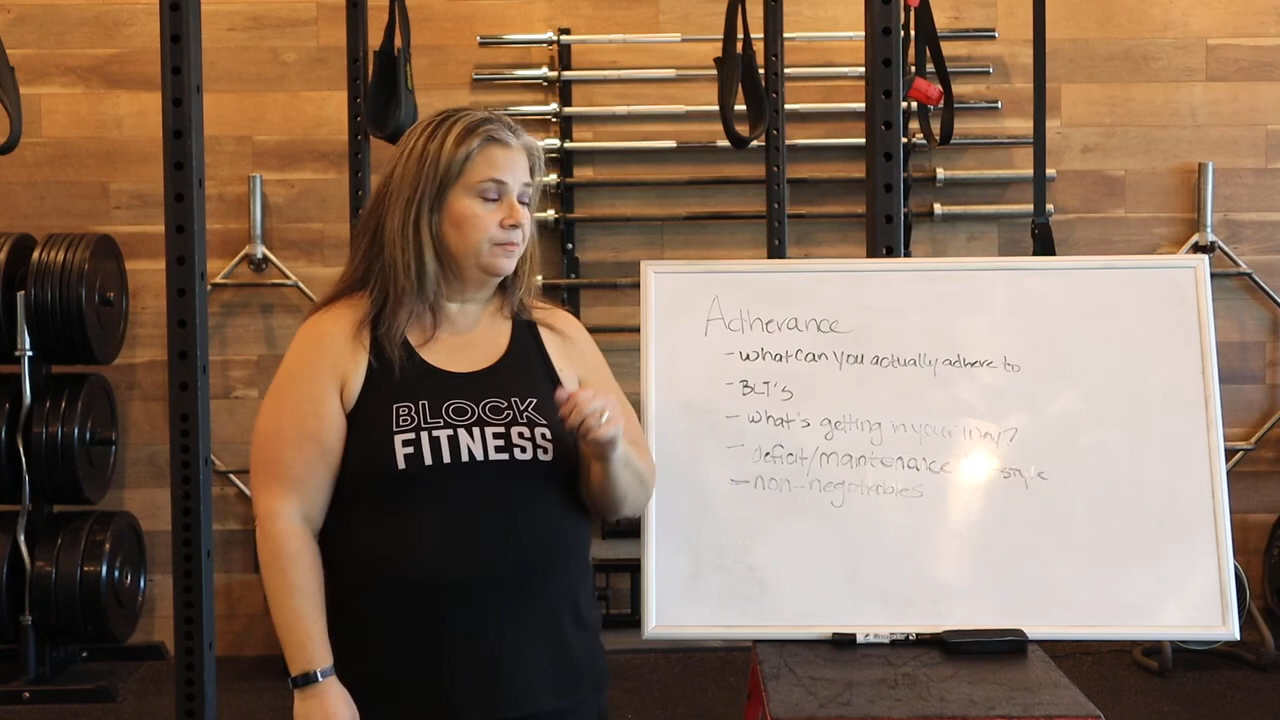 Adherance
- what can you actually adhere to
- BLT's
- what's getting in your way?
- deficit/maintenance style
- non-negotiables
BLOCK
FITNESS